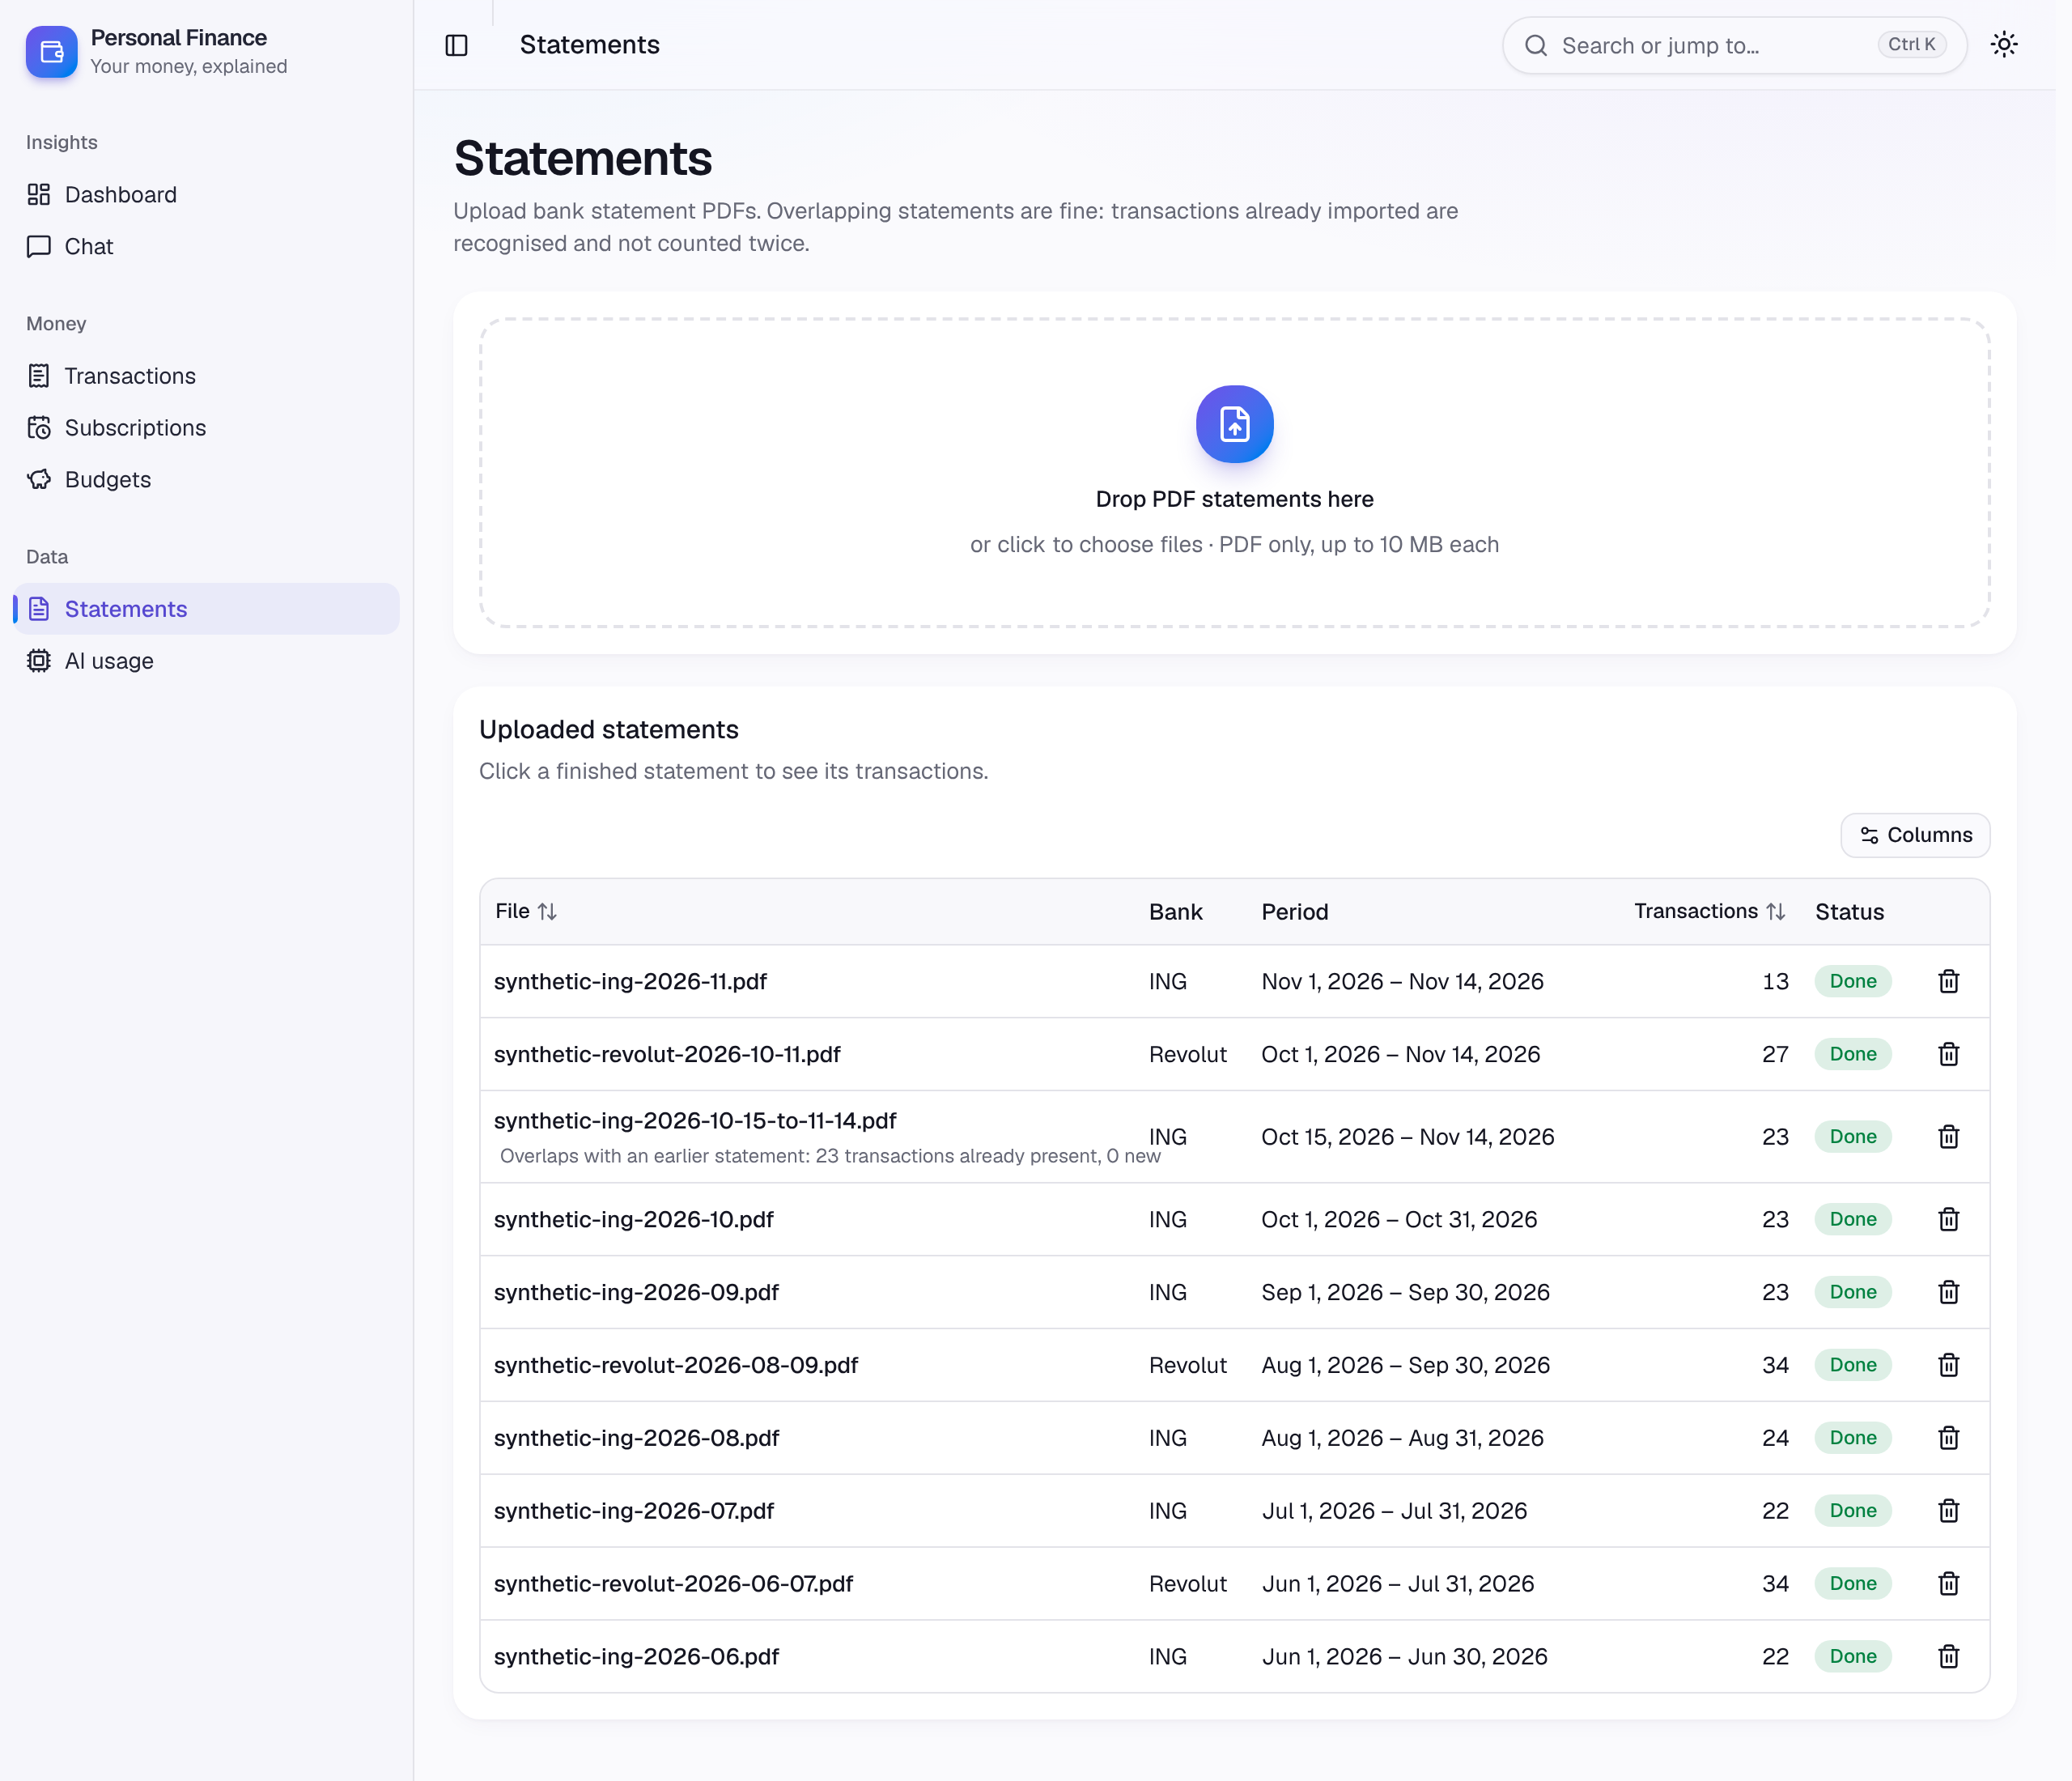 Personal Finance
Your money, explained
Insights
Dashboard
Chat
Money
Transactions
Subscriptions
Budgets
Data
Statements
AI usage
Statements
Search or jump to...
Ctrl K
Statements
Upload bank statement PDFs. Overlapping statements are fine: transactions already imported are
recognised and not counted twice.
Drop PDF statements here
or click to choose files · PDF only, up to 10 MB each
Uploaded statements
Click a finished statement to see its transactions.
Columns
File Bank Period Transactions Status
synthetic-ing-2026-11.pdf ING Nov 1, 2026 – Nov 14, 2026 13 Done
synthetic-revolut-2026-10-11.pdf Revolut Oct 1, 2026 – Nov 14, 2026 27 Done
synthetic-ing-2026-10-15-to-11-14.pdf ING Oct 15, 2026 – Nov 14, 2026 23 Done
Overlaps with an earlier statement: 23 transactions already present, 0 new
synthetic-ing-2026-10.pdf ING Oct 1, 2026 – Oct 31, 2026 23 Done
synthetic-ing-2026-09.pdf ING Sep 1, 2026 – Sep 30, 2026 23 Done
synthetic-revolut-2026-08-09.pdf Revolut Aug 1, 2026 – Sep 30, 2026 34 Done
synthetic-ing-2026-08.pdf ING Aug 1, 2026 – Aug 31, 2026 24 Done
synthetic-ing-2026-07.pdf ING Jul 1, 2026 – Jul 31, 2026 22 Done
synthetic-revolut-2026-06-07.pdf Revolut Jun 1, 2026 – Jul 31, 2026 34 Done
synthetic-ing-2026-06.pdf ING Jun 1, 2026 – Jun 30, 2026 22 Done